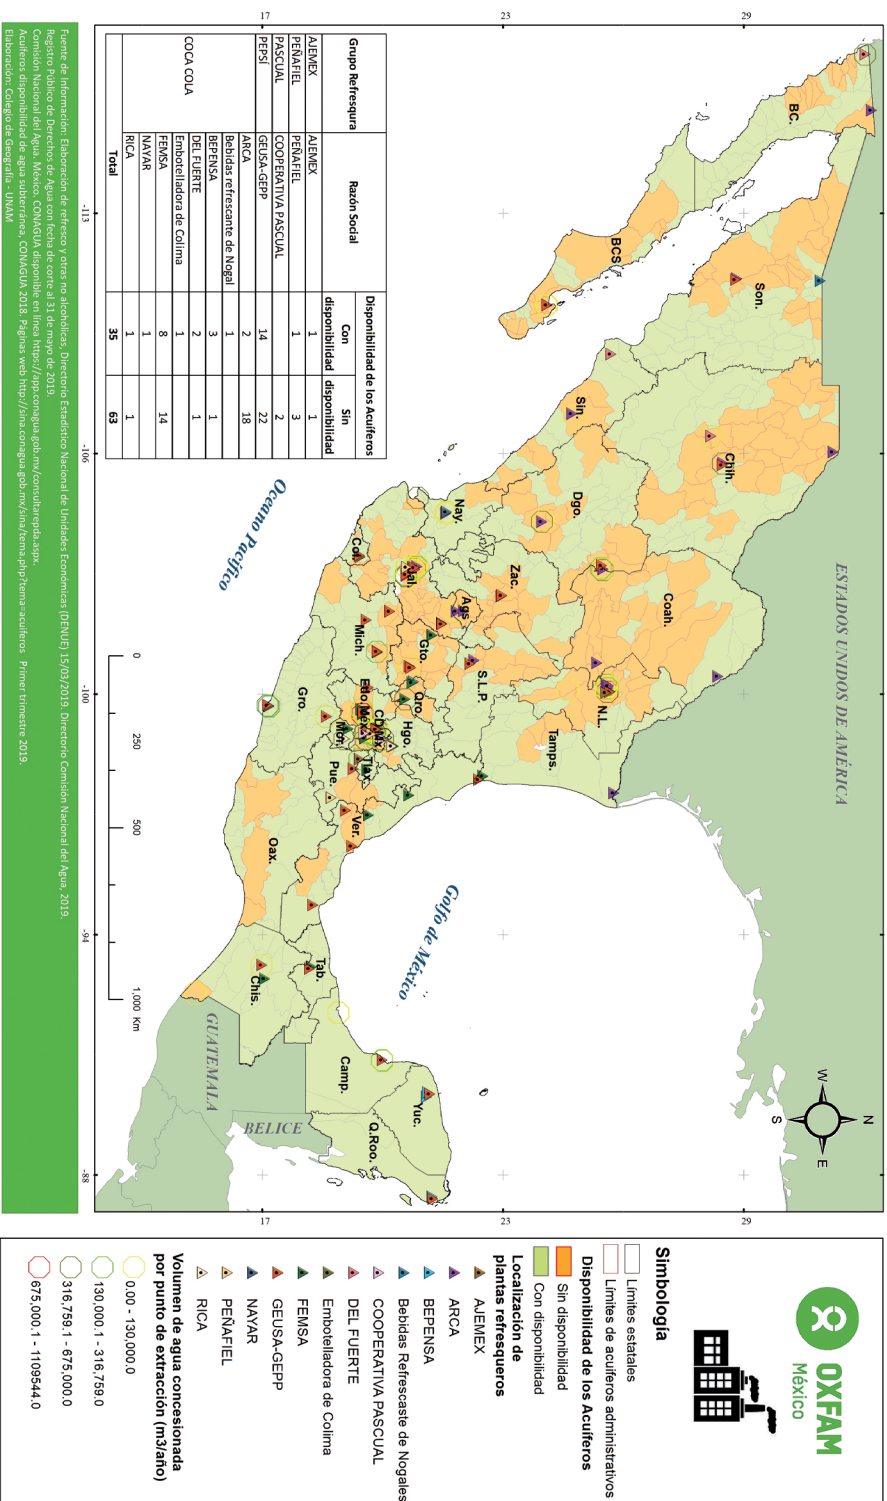 OXFAM
México
Simbología
Límites estatales
Límites de acuíferos administrativos
Disponibilidad de los Acuíferos
Sin disponibilidad
Con disponibilidad
Localización de
plantas refresqueros
AJEMEX
ARCA
BEPENSA
Bebidas Refrescaste de Nogales
COOPERATIVA PASCUAL
DEL FUERTE
Embotelladora de Colima
FEMSA
GEUSA-GEPP
NAYAR
PEÑAFIEL
RICA
Volumen de agua concesionada
por punto de extracción (m3/año)
0.00 - 130,000.0
130,000.1 - 316,759.0
316,759.1 - 675,000.0
675,000.1 - 1109544.0
-113
-106
-100
-94
-88
29
29
23
23
17
17
N
W
E
S
ESTADOS UNIDOS DE AMÉRICA
Golfo de México
Oceano Pacífico
GUATEMALA
BELICE
BC.
BCS
Son.
Chih.
Sin.
Dgo.
Coah.
Nay.
Zac.
N.L.
Tamps.
S.L.P.
Ags
Jal.
Col.
Gto.
Qro.
Hgo.
Mich.
Edo.Méx.
CD.Mx.
Mor.
Tlax.
Pue.
Ver.
Gro.
Oax.
Tab.
Chis.
Camp.
Yuc.
Q.Roo.
0 250 500 1,000 Km
Grupo Refresqura Razón Social Disponibilidad de los Acuíferos
Con disponibilidad Sin disponibilidad
AJEMEX AJEMEX 1 1
PEÑAFIEL PEÑAFIEL 1 3
PASCUAL COOPERATIVA PASCUAL 2
PEPSÍ GEUSA-GEPP 14 22
COCA COLA ARCA 2 18
Bebidas refrescante de Nogal 1
BEPENSA 3 1
DEL FUERTE 2 1
Embotelladora de Colima 1
FEMSA 8 14
NAYAR 1
RICA 1 1
Total 35 63
Fuente de Información: Elaboración de refresco y otras no alcohólicas, Directorio Estadístico Nacional de Unidades Económicas (DENUE) 15/03/2019. Directorio Comisión Nacional del Agua, 2019.
Registro Público de Derechos de Agua con fecha de corte al 31 de mayo de 2019.
Comisión Nacional del Agua. México. CONAGUA disponible en línea https://app.conagua.gob.mx/consultarepda.aspx.
Acuíferos disponibilidad de agua subterránea, CONAGUA 2018. Páginas web http://sina.conagua.gob.mx/sina/tema.php?tema=acuiferos Primer trimestre 2019.
Elaboración: Colegio de Geografía - UNAM